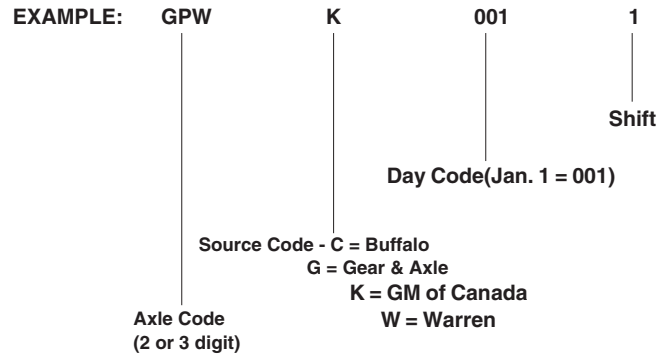 EXAMPLE: GPW K 001 1
Shift
Day Code(Jan. 1 = 001)
Source Code - C = Buffalo
G = Gear & Axle
K = GM of Canada
W = Warren
Axle Code
(2 or 3 digit)